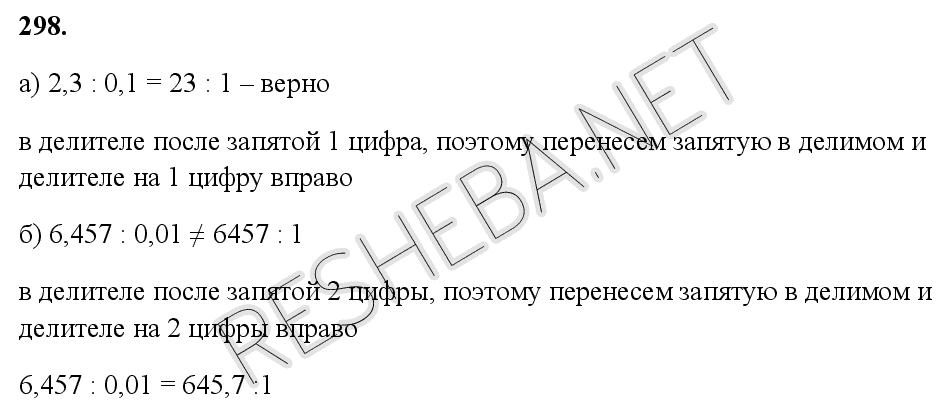 298.
а) 2,3 : 0,1 = 23 : 1 – верно
в делителе после запятой 1 цифра, поэтому перенесем запятую в делимом и
делителе на 1 цифру вправо
б) 6,457 : 0,01 ≠ 6457 : 1
в делителе после запятой 2 цифры, поэтому перенесем запятую в делимом и
делителе на 2 цифры вправо
6,457 : 0,01 = 645,7 :1
RESHEBA.NET